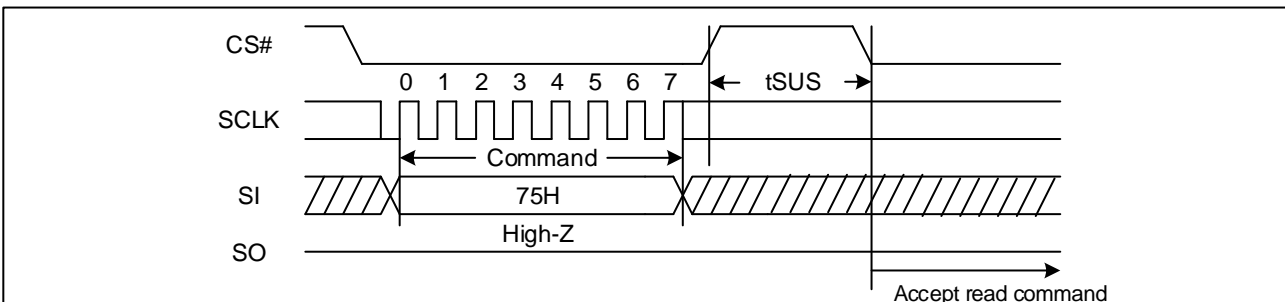 CS#
tSUS
0 1 2 3 4 5 6 7
SCLK
Command
SI
75H
High-Z
SO
Accept read command